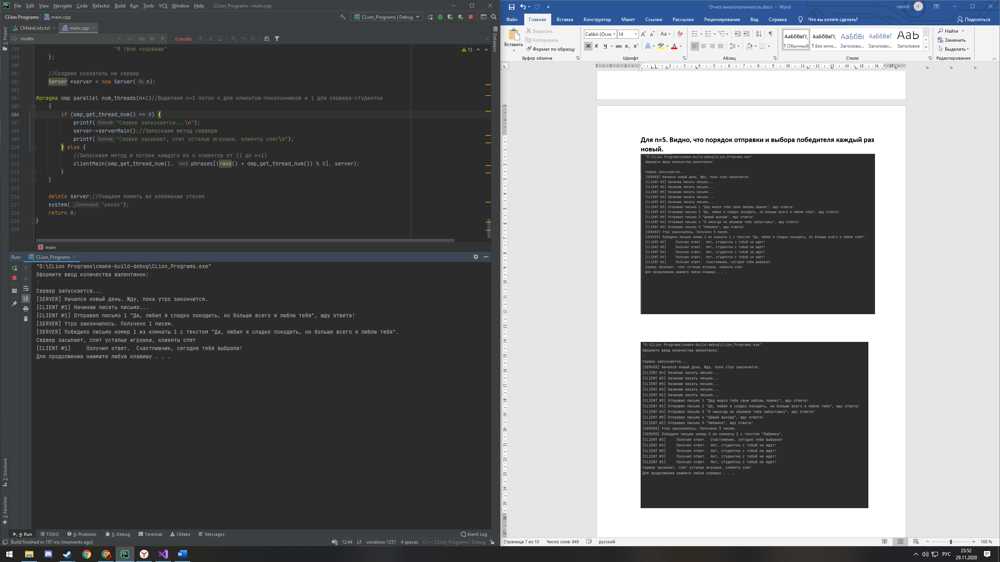 File Edit View Navigate Code Refactor Build Run Tools VCS Window Help CLion_Programs - main.cpp
CLion Programs main.cpp CLion_Programs | Debug
CMakeLists.txt main.cpp
mutex Aa W .* 0 results
1: Project
Database
13
198 "Я твоё чудовище"
199 };
200
201 //Создаем указатель на сервер
202 Server *server = new Server( &: n);
203
204 #pragma omp parallel num_threads(n+1)//Выделяем n+1 поток n для клиентов-поколонников и 1 для сервера-студентки
205 {
206 if (omp_get_thread_num() == 0) {
207 printf( format: "Сервер запускается...\n");
208 server->serverMain();//Запускаем метод сервера
209 printf( format: "Сервер засыпает, спят усталые игрушки, клиенты спят\n");
210 } else {
211 //Запускаем метод в потоке каждого из n клиентов от (1 до n+1)
212 clientMain(omp_get_thread_num(), text: phrases[(rand() + omp_get_thread_num()) % 8], server);
213 }
214 }
215
216 delete server;//Очищаем память во избежании утечек
217 system( _Command: "pause");
218 return 0;
219 }
220
f main
Run: CLion_Programs
"D:\CLion Programs\cmake-build-debug\CLion_Programs.exe"
Оформите ввод количества валентинок:
1
Сервер запускается...
[SERVER] Начался новый день. Жду, пока утро закончится.
[CLIENT №1] Начинаю писать письмо...
[CLIENT №1] Отправил письмо 1 "Да, любил я сладко покодить, но больше всего я люблю тебя", жду ответа!
[SERVER] Утро закончилось. Получено 1 писем.
[SERVER] Победило письмо номер 1 из комнаты 1 с текстом "Да, любил я сладко покодить, но больше всего я люблю тебя".
Сервер засыпает, спят усталые игрушки, клиенты спят
[CLIENT №1] Получил ответ. Счастливчик, сегодня тебя выбрали!
Для продолжения нажмите любую клавишу . . .
7: Structure
2: Favorites
4: Run TODO 6: Problems 5: Debug Terminal CMake Messages Event Log
Build finished in 197 ms (moments ago) 12:44 LF windows-1251 4 spaces C++: CLion_Programs | Debug
Отчет многопоточность.docx - Word vanirit V
Файл Главная Вставка Конструктор Макет Ссылки Рассылки Рецензирование Вид Справка Что вы хотите сделать? Поделиться
Вставить
Вырезать
Копировать
Формат по образцу
Буфер обмена
Calibri (Оснс 14
Ж К Ч abc x₂ x²
Шрифт
Абзац
АаБбВвГг, АаБбВвГг, АаБбВв АаБбВвГ АаЬ
¶ Обычный ¶ Без инте... Заголово... Заголово... Заголовок
Стили
Найти
Заменить
Выделить
Редактирование
3 2 1 1 2 3 4 5 6 7 8 9 10 11 12 13 14 15 16 17
Для n=5. Видно, что порядок отправки и выбора победителя каждый раз
новый.
"D:\CLion Programs\cmake-build-debug\CLion_Programs.exe"
Оформите ввод количества валентинок:
5
Сервер запускается...
[SERVER] Начался новый день. Жду, пока утро закончится.
[CLIENT №2] Начинаю писать письмо...
[CLIENT №3] Начинаю писать письмо...
[CLIENT №5] Начинаю писать письмо...
[CLIENT №4] Начинаю писать письмо...
[CLIENT №1] Начинаю писать письмо...
[CLIENT №3] Отправил письмо 1 "Дед мороз тебе свою любовь принес", жду ответа!
[CLIENT №1] Отправил письмо 2 "Да, любил я сладко покодить, но больше всего я люблю тебя", жду ответа!
[CLIENT №5] Отправил письмо 3 "Давай выходи", жду ответа!
[CLIENT №4] Отправил письмо 4 "Я никогда не объявлю тебе забастовку", жду ответа!
[CLIENT №2] Отправил письмо 5 "Любимка", жду ответа!
[SERVER] Утро закончилось. Получено 5 писем.
[SERVER] Победило письмо номер 2 из комнаты 1 с текстом "Да, любил я сладко покодить, но больше всего я люблю тебя".
[CLIENT №2] Получил ответ. Нет, студентка с тобой не идет!
[CLIENT №5] Получил ответ. Нет, студентка с тобой не идет!
[CLIENT №4] Получил ответ. Нет, студентка с тобой не идет!
[CLIENT №3] Получил ответ. Нет, студентка с тобой не идет!
[CLIENT №1] Получил ответ. Счастливчик, сегодня тебя выбрали!
Сервер засыпает, спят усталые игрушки, клиенты спят
Для продолжения нажмите любую клавишу . . .
"D:\CLion Programs\cmake-build-debug\CLion_Programs.exe"
Оформите ввод количества валентинок:
5
Сервер запускается...
[SERVER] Начался новый день. Жду, пока утро закончится.
[CLIENT №4] Начинаю писать письмо...
[CLIENT №2] Начинаю писать письмо...
[CLIENT №5] Начинаю писать письмо...
[CLIENT №3] Начинаю писать письмо...
[CLIENT №1] Начинаю писать письмо...
[CLIENT №3] Отправил письмо 1 "Дед мороз тебе свою любовь принес", жду ответа!
[CLIENT №1] Отправил письмо 2 "Да, любил я сладко покодить, но больше всего я люблю тебя", жду ответа!
[CLIENT №4] Отправил письмо 3 "Я никогда не объявлю тебе забастовку", жду ответа!
[CLIENT №5] Отправил письмо 4 "Давай выходи", жду ответа!
[CLIENT №2] Отправил письмо 5 "Любимка", жду ответа!
[SERVER] Утро закончилось. Получено 5 писем.
[SERVER] Победило письмо номер 5 из комнаты 2 с текстом "Любимка".
[CLIENT №2] Получил ответ. Счастливчик, сегодня тебя выбрали!
[CLIENT №4] Получил ответ. Нет, студентка с тобой не идет!
[CLIENT №5] Получил ответ. Нет, студентка с тобой не идет!
[CLIENT №3] Получил ответ. Нет, студентка с тобой не идет!
[CLIENT №1] Получил ответ. Нет, студентка с тобой не идет!
Сервер засыпает, спят усталые игрушки, клиенты спят
Для продолжения нажмите любую клавишу . . .
Страница 7 из 10 Число слов: 849 русский 100 %
РУС 23:52
29.11.2020